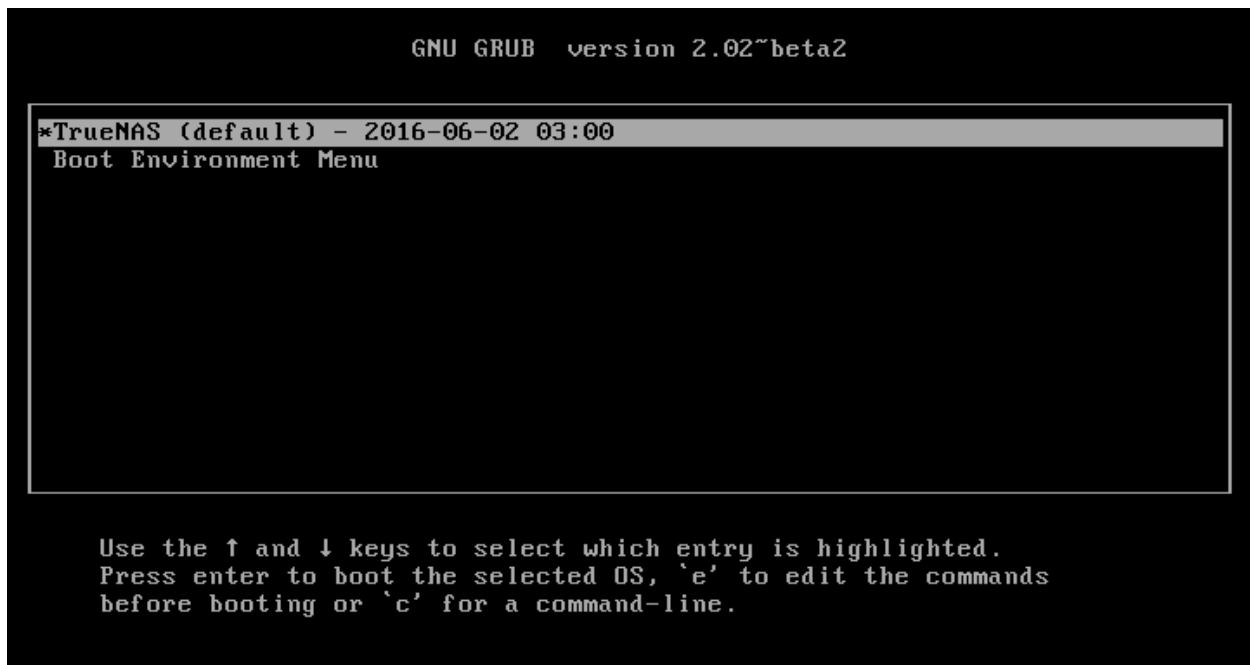 GNU GRUB  version 2.02~beta2
*TrueNAS (default) - 2016-06-02 03:00
Boot Environment Menu
Use the ↑ and ↓ keys to select which entry is highlighted.
Press enter to boot the selected OS, `e' to edit the commands
before booting or `c' for a command-line.